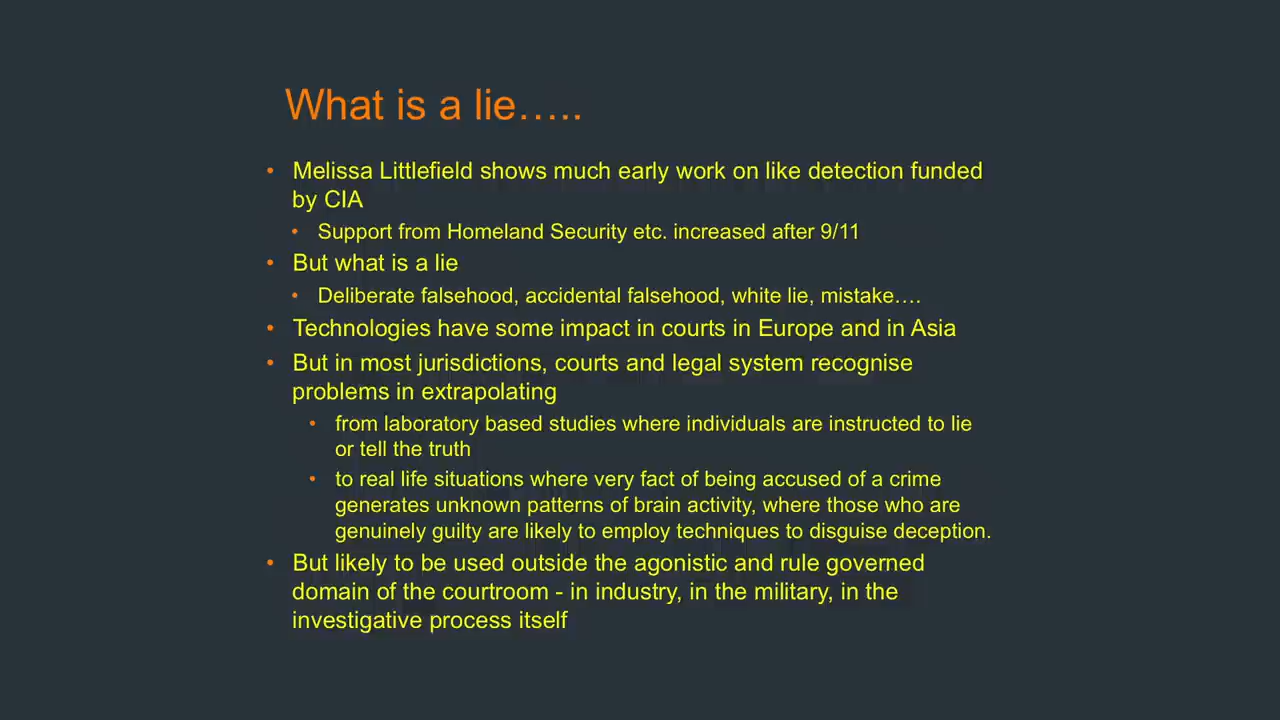 What is a lie…..
• Melissa Littlefield shows much early work on like detection funded
by CIA
• Support from Homeland Security etc. increased after 9/11
• But what is a lie
• Deliberate falsehood, accidental falsehood, white lie, mistake….
• Technologies have some impact in courts in Europe and in Asia
• But in most jurisdictions, courts and legal system recognise
problems in extrapolating
• from laboratory based studies where individuals are instructed to lie
or tell the truth
• to real life situations where very fact of being accused of a crime
generates unknown patterns of brain activity, where those who are
genuinely guilty are likely to employ techniques to disguise deception.
• But likely to be used outside the agonistic and rule governed
domain of the courtroom - in industry, in the military, in the
investigative process itself